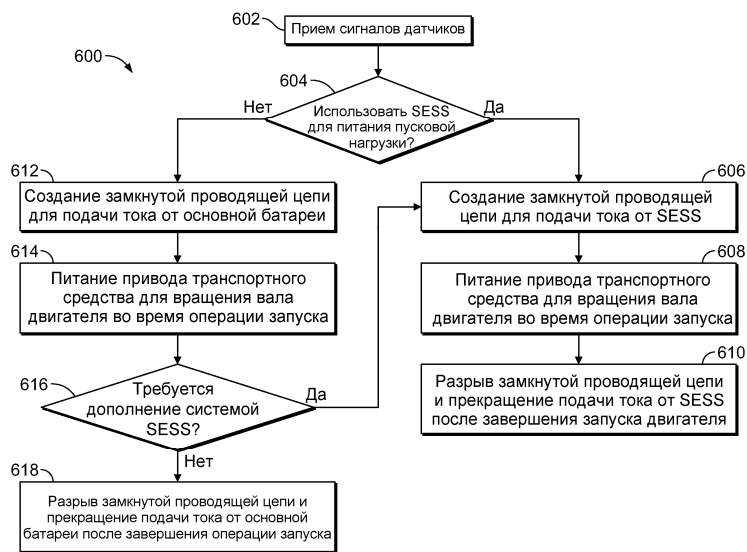 602
Прием сигналов датчиков
600
604
Нет
Использовать SESS
для питания пусковой
нагрузки?
Да
612
Создание замкнутой проводящей цепи
для подачи тока от основной батареи
606
Создание замкнутой проводящей
цепи для подачи тока от SESS
614
Питание привода транспортного
средства для вращения вала
двигателя во время операции запуска
608
Питание привода транспортного
средства для вращения вала
двигателя во время операции запуска
616
Требуется
дополнение системой
SESS?
Да
Нет
610
Разрыв замкнутой проводящей цепи
и прекращение подачи тока от SESS
после завершения запуска двигателя
618
Разрыв замкнутой проводящей цепи и
прекращение подачи тока от основной
батареи после завершения операции запуска